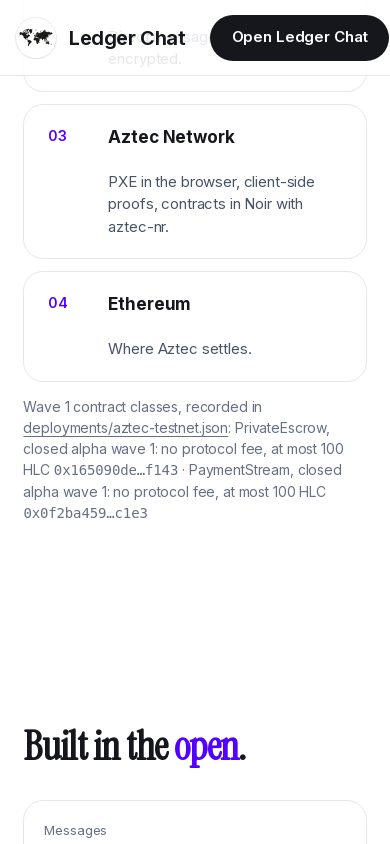 Ledger Chat
Open Ledger Chat
encrypted.
03
Aztec Network
PXE in the browser, client-side
proofs, contracts in Noir with
aztec-nr.
04
Ethereum
Where Aztec settles.
Wave 1 contract classes, recorded in
deployments/aztec-testnet.json: PrivateEscrow,
closed alpha wave 1: no protocol fee, at most 100
HLC 0x165090de…f143 · PaymentStream, closed
alpha wave 1: no protocol fee, at most 100 HLC
0x0f2ba459…c1e3
Built in the open.
Messages